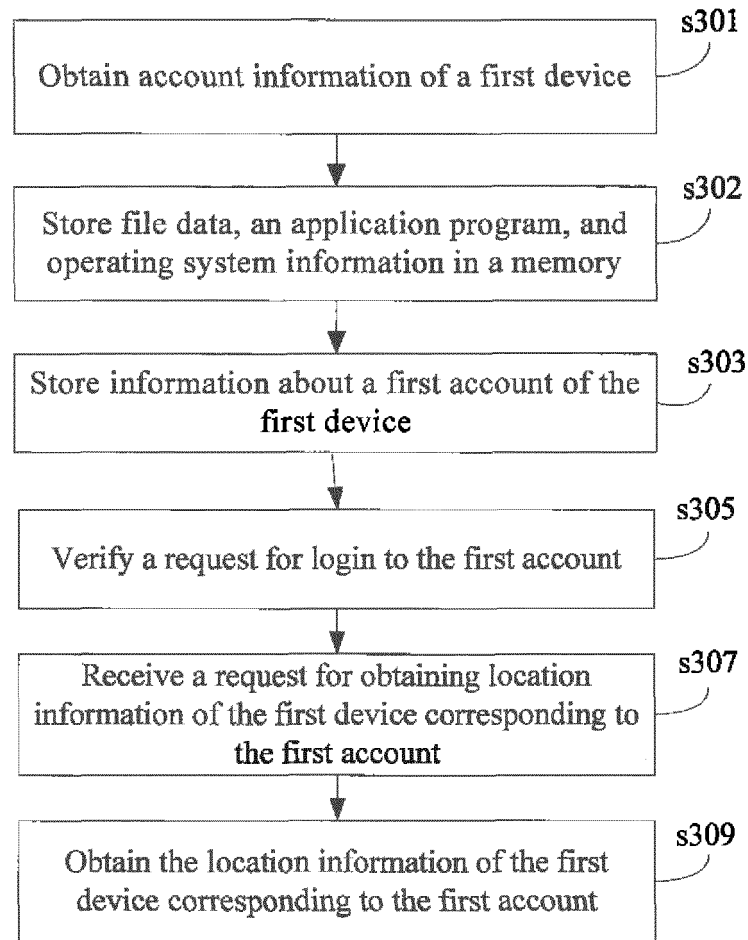 s301
Obtain account information of a first device
s302
Store file data, an application program, and
operating system information in a memory
s303
Store information about a first account of the
first device
s305
Verify a request for login to the first account
s307
Receive a request for obtaining location
information of the first device corresponding to
the first account
s309
Obtain the location information of the first
device corresponding to the first account